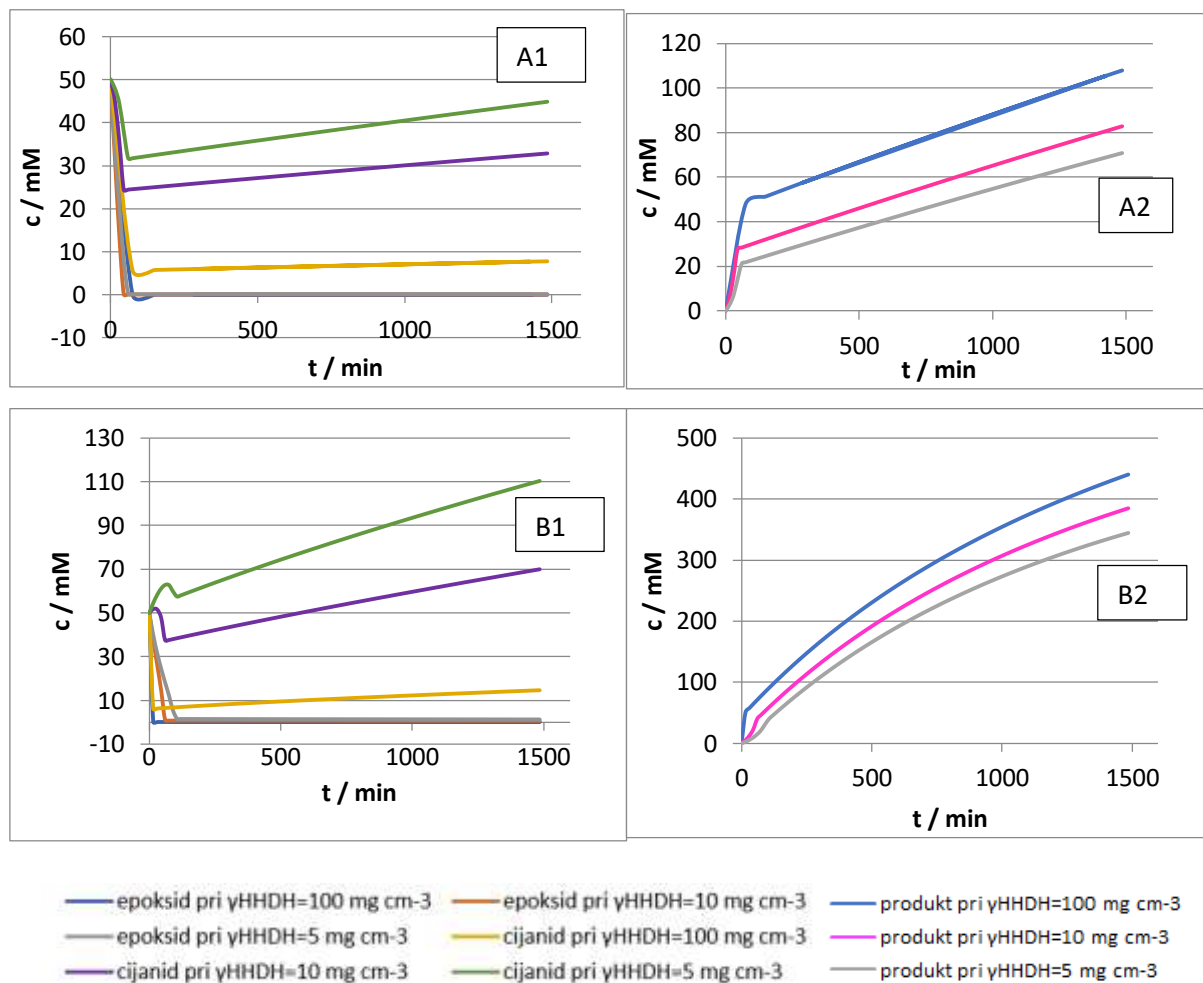 60
50
40
30
20
10
0
-10
0 500 1000 1500
c / mM
t / min
A1
120
100
80
60
40
20
0
0 500 1000 1500
c / mM
t / min
A2
130
110
90
70
50
30
10
-10
0 500 1000 1500
c / mM
t / min
B1
500
400
300
200
100
0
0 500 1000 1500
c / mM
t / min
B2
epoksid pri γHHDH=100 mg cm-3 epoksid pri γHHDH=10 mg cm-3 produkt pri γHHDH=100 mg cm-3
epoksid pri γHHDH=5 mg cm-3 cijanid pri γHHDH=100 mg cm-3 produkt pri γHHDH=10 mg cm-3
cijanid pri γHHDH=10 mg cm-3 cijanid pri γHHDH=5 mg cm-3 produkt pri γHHDH=5 mg cm-3